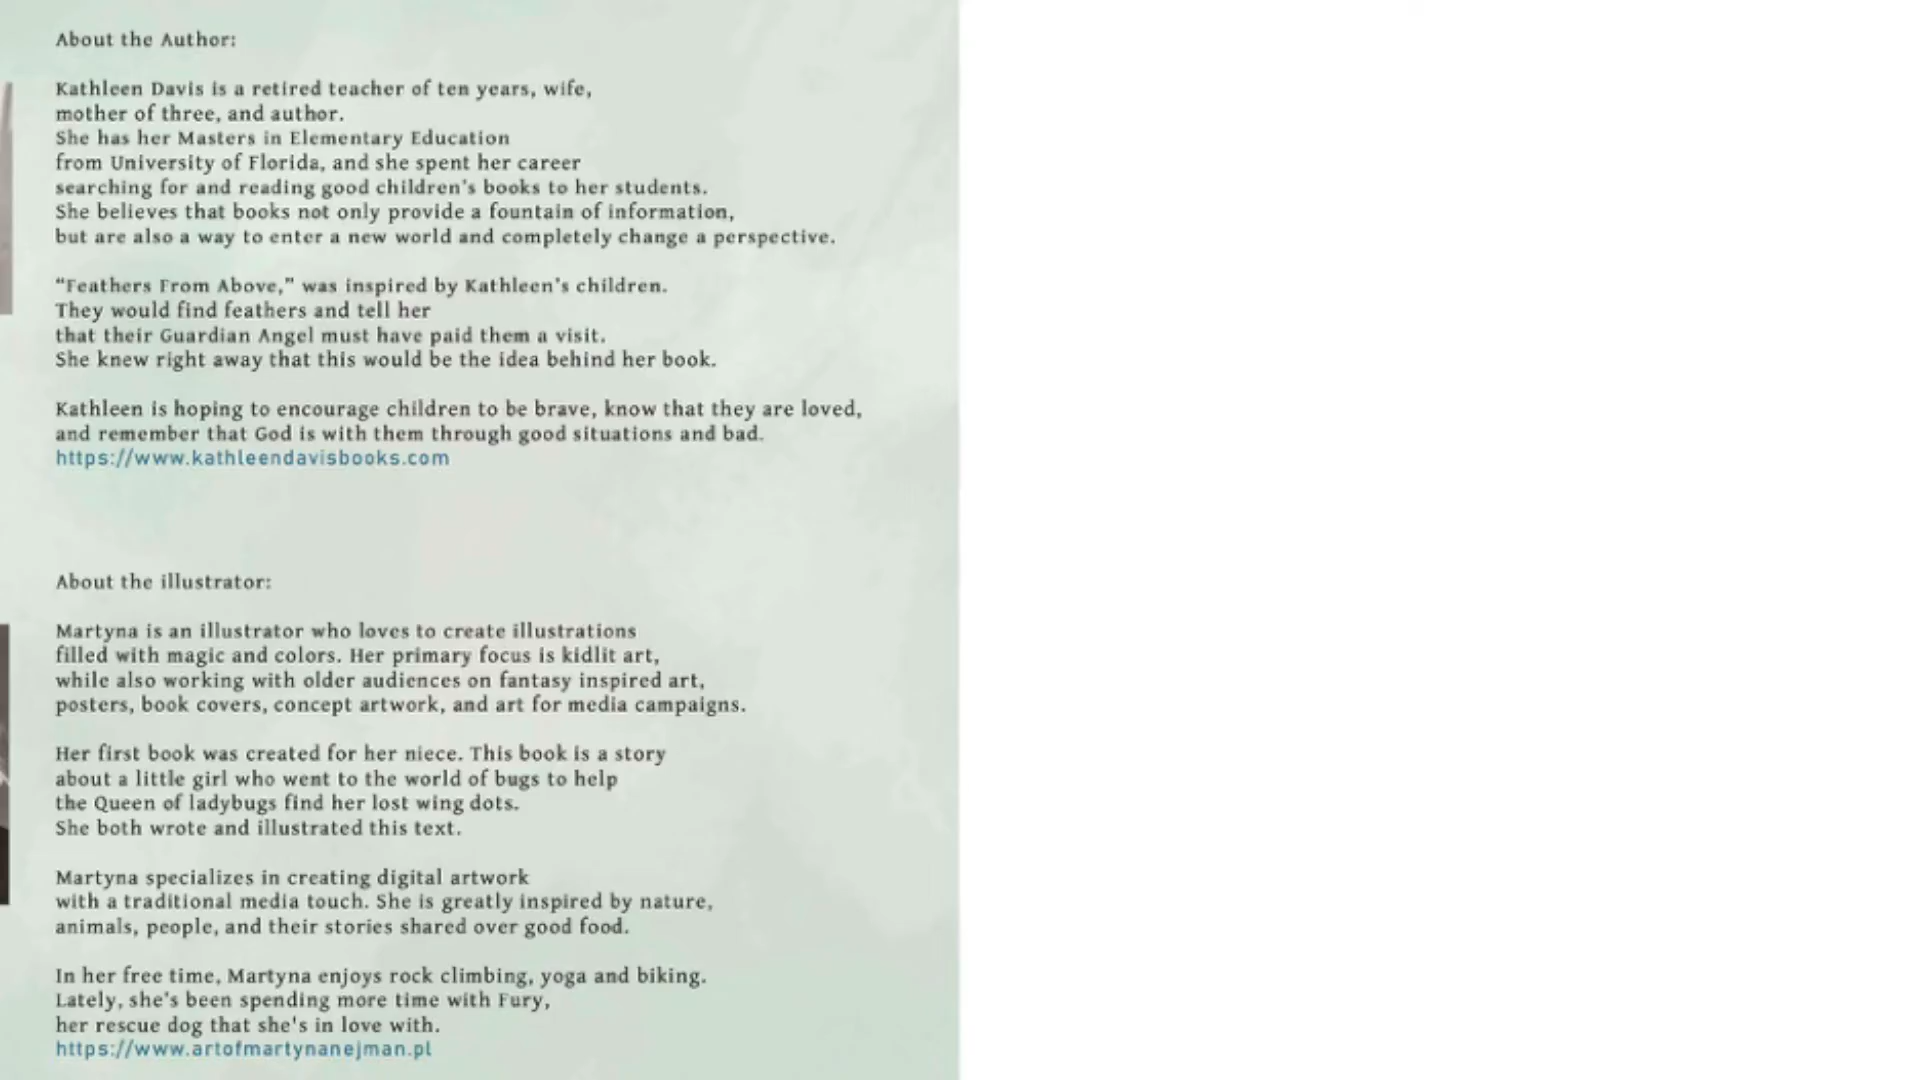 About the Author:
Kathleen Davis is a retired teacher of ten years, wife,
mother of three, and author.
She has her Masters in Elementary Education
from University of Florida, and she spent her career
searching for and reading good children's books to her students.
She believes that books not only provide a fountain of information,
but are also a way to enter a new world and completely change a perspective.
“Feathers From Above,” was inspired by Kathleen's children.
They would find feathers and tell her
that their Guardian Angel must have paid them a visit.
She knew right away that this would be the idea behind her book.
Kathleen is hoping to encourage children to be brave, know that they are loved,
and remember that God is with them through good situations and bad.
https://www.kathleendavisbooks.com
About the illustrator:
Martyna is an illustrator who loves to create illustrations
filled with magic and colors. Her primary focus is kidlit art,
while also working with older audiences on fantasy inspired art,
posters, book covers, concept artwork, and art for media campaigns.
Her first book was created for her niece. This book is a story
about a little girl who went to the world of bugs to help
the Queen of ladybugs find her lost wing dots.
She both wrote and illustrated this text.
Martyna specializes in creating digital artwork
with a traditional media touch. She is greatly inspired by nature,
animals, people, and their stories shared over good food.
In her free time, Martyna enjoys rock climbing, yoga and biking.
Lately, she's been spending more time with Fury,
her rescue dog that she's in love with.
https://www.artofmartynanejman.pl